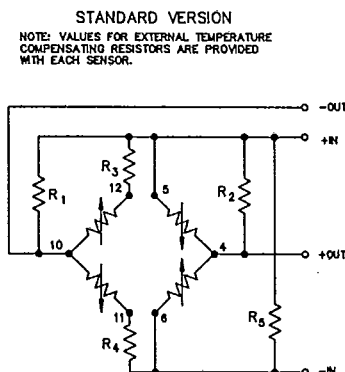 STANDARD VERSION
NOTE: VALUES FOR EXTERNAL TEMPERATURE
COMPENSATING RESISTORS ARE PROVIDED
WITH EACH SENSOR.
-OUT
+IN
R3
12
5
R1
R2
10
4
+OUT
11
6
R5
R4
-IN